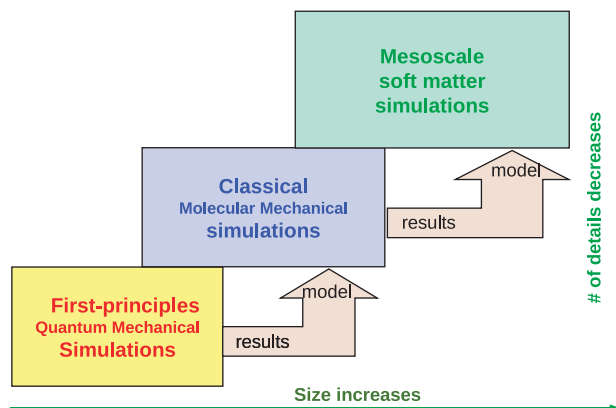 Mesoscale
soft matter
simulations
# of details decreases
model
results
Classical
Molecular Mechanical
simulations
model
results
First-principles
Quantum Mechanical
Simulations
Size increases